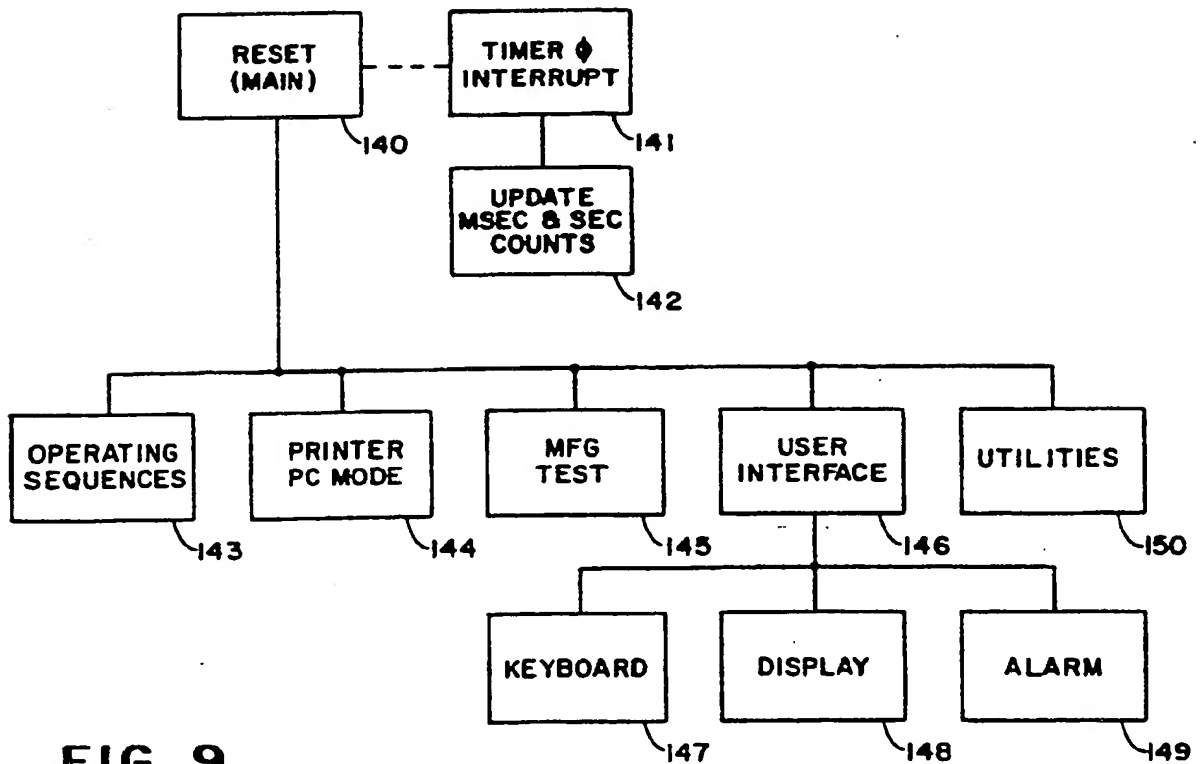 RESET
(MAIN)
140
TIMER ϕ
INTERRUPT
141
UPDATE
MSEC & SEC
COUNTS
142
OPERATING
SEQUENCES
143
PRINTER
PC MODE
144
MFG
TEST
145
USER
INTERFACE
146
UTILITIES
150
KEYBOARD
147
DISPLAY
148
ALARM
149
FIG 9